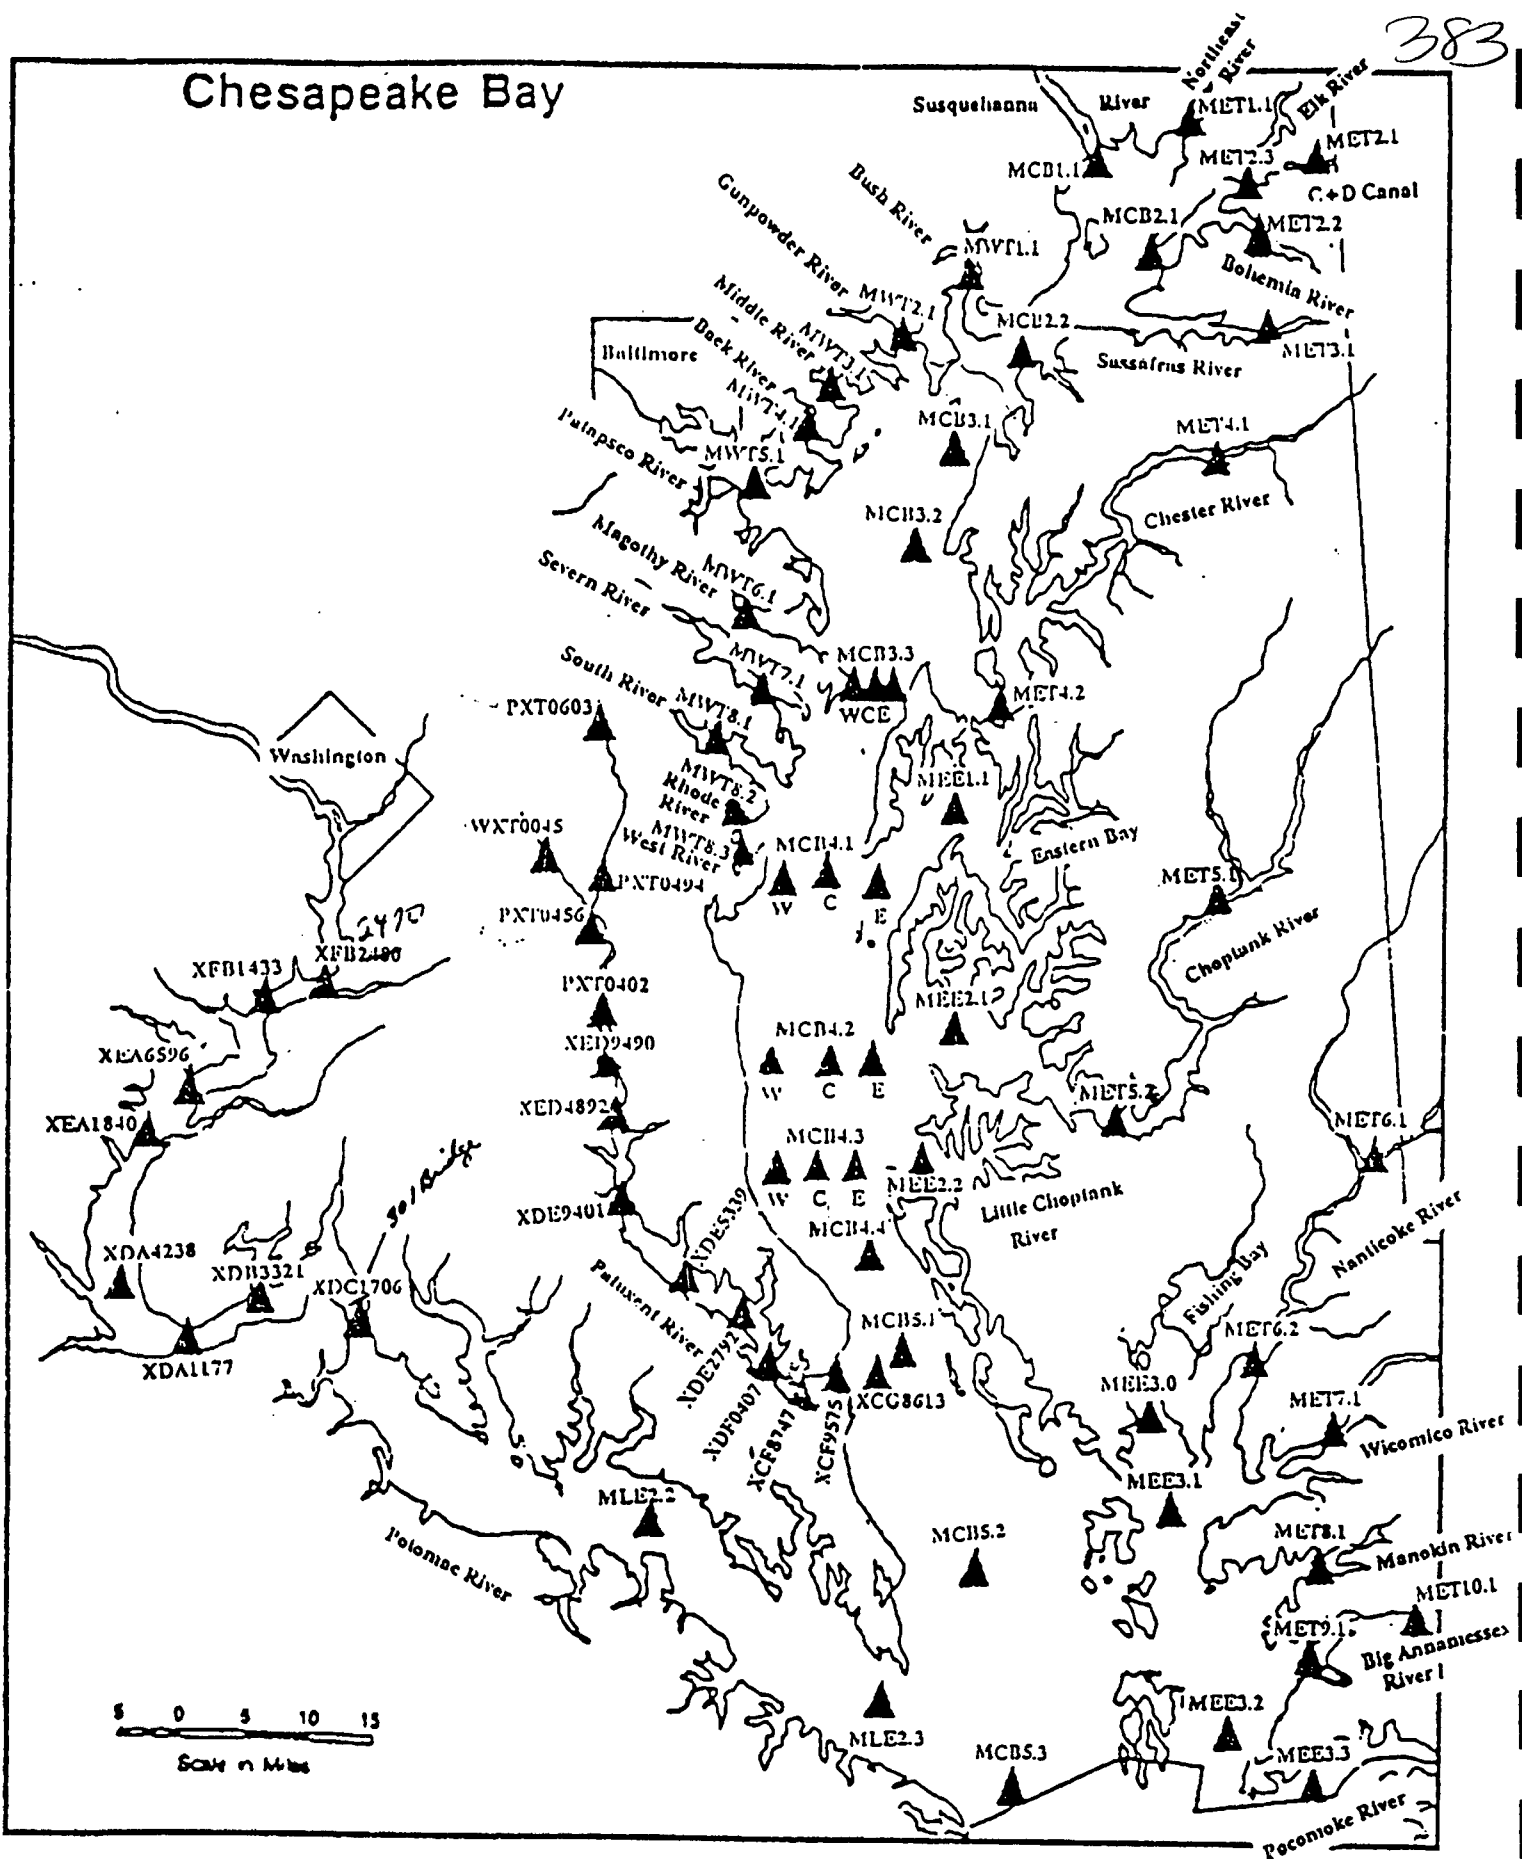 383
Chesapeake Bay
Northeast
River
Susquehanna River
Elk River
MET1.1
MET2.1
MET2.3
MCB1.1
C+D Canal
Bush River
Gunpowder River
MCB2.1
MET2.2
MWT1.1
Bohemia River
Middle River
MWT2.1
MCB2.2
Back River
MWT3.1
Baltimore
MET3.1
Sassafras River
MWT4.1
MCB3.1
MET4.1
Patapsco River
MWT5.1
Chester River
MCB3.2
Magothy River
MWT6.1
Severn River
MWT7.1
MCB3.3
South River
MWT8.1
MET4.2
PXT0603
WCE
Washington
MWT8.2
Rhode
River
MEE1.1
WXT0045
MWT8.3
West River
MCB4.1
Eastern Bay
PXT0494
MET5.1
W C E
PXT0456
2470
Choptank River
XFB1433
XFB2480
PXT0402
MEE2.1
MCB4.2
XED9490
XEA6596
W C E
XED4892
MET5.2
XEA1840
MET6.1
MCB4.3
301 Bridge
MEE2.2
W C E
XDE9401
XDE5339
Little Choptank
River
Nanticoke River
MCB4.4
XDA4238
XDB3321
XDC1706
Fishing Bay
Patuxent River
MCB5.1
MET6.2
XDA1177
XDE2792
MEE3.0
XCG8613
MET7.1
XDF0407
XCF8747
XCF9575
Wicomico River
MEE3.1
MLE2.2
MCB5.2
MET8.1
Manokin River
Potomac River
MET10.1
MET9.1
Big Annamessex
River
MEE3.2
5 0 5 10 15
MLE2.3
MCB5.3
MEE3.3
Scale in Miles
Pocomoke River